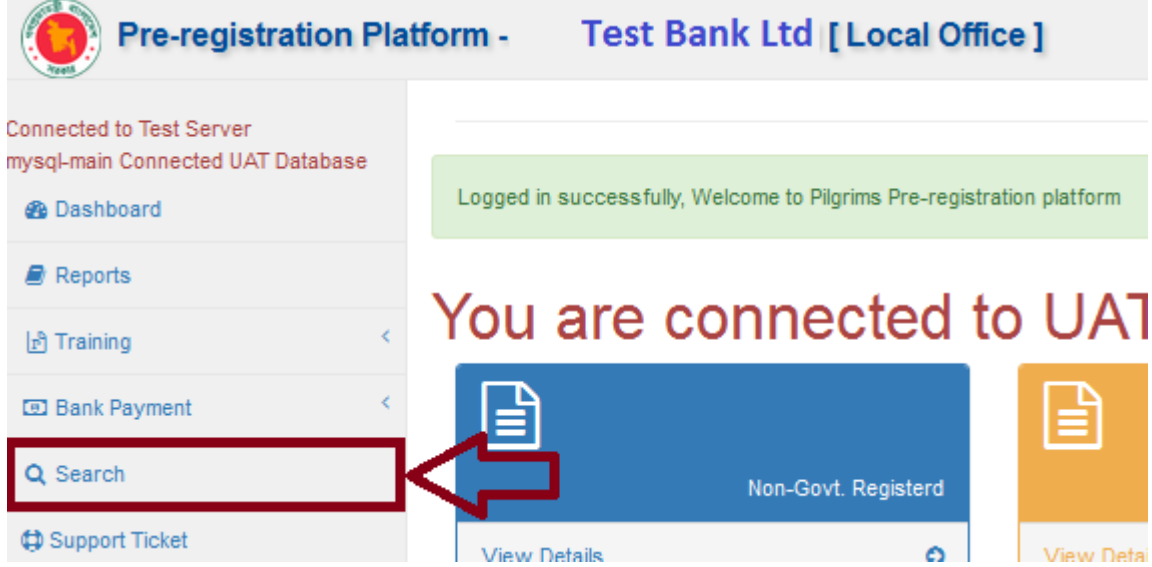 Pre-registration Platform - Test Bank Ltd [ Local Office ]
Connected to Test Server
mysql-main Connected UAT Database
Dashboard
Reports
Training
Bank Payment
Search
Support Ticket
Logged in successfully, Welcome to Pilgrims Pre-registration platform
You are connected to UAT
Non-Govt. Registerd
View Details
View Detai